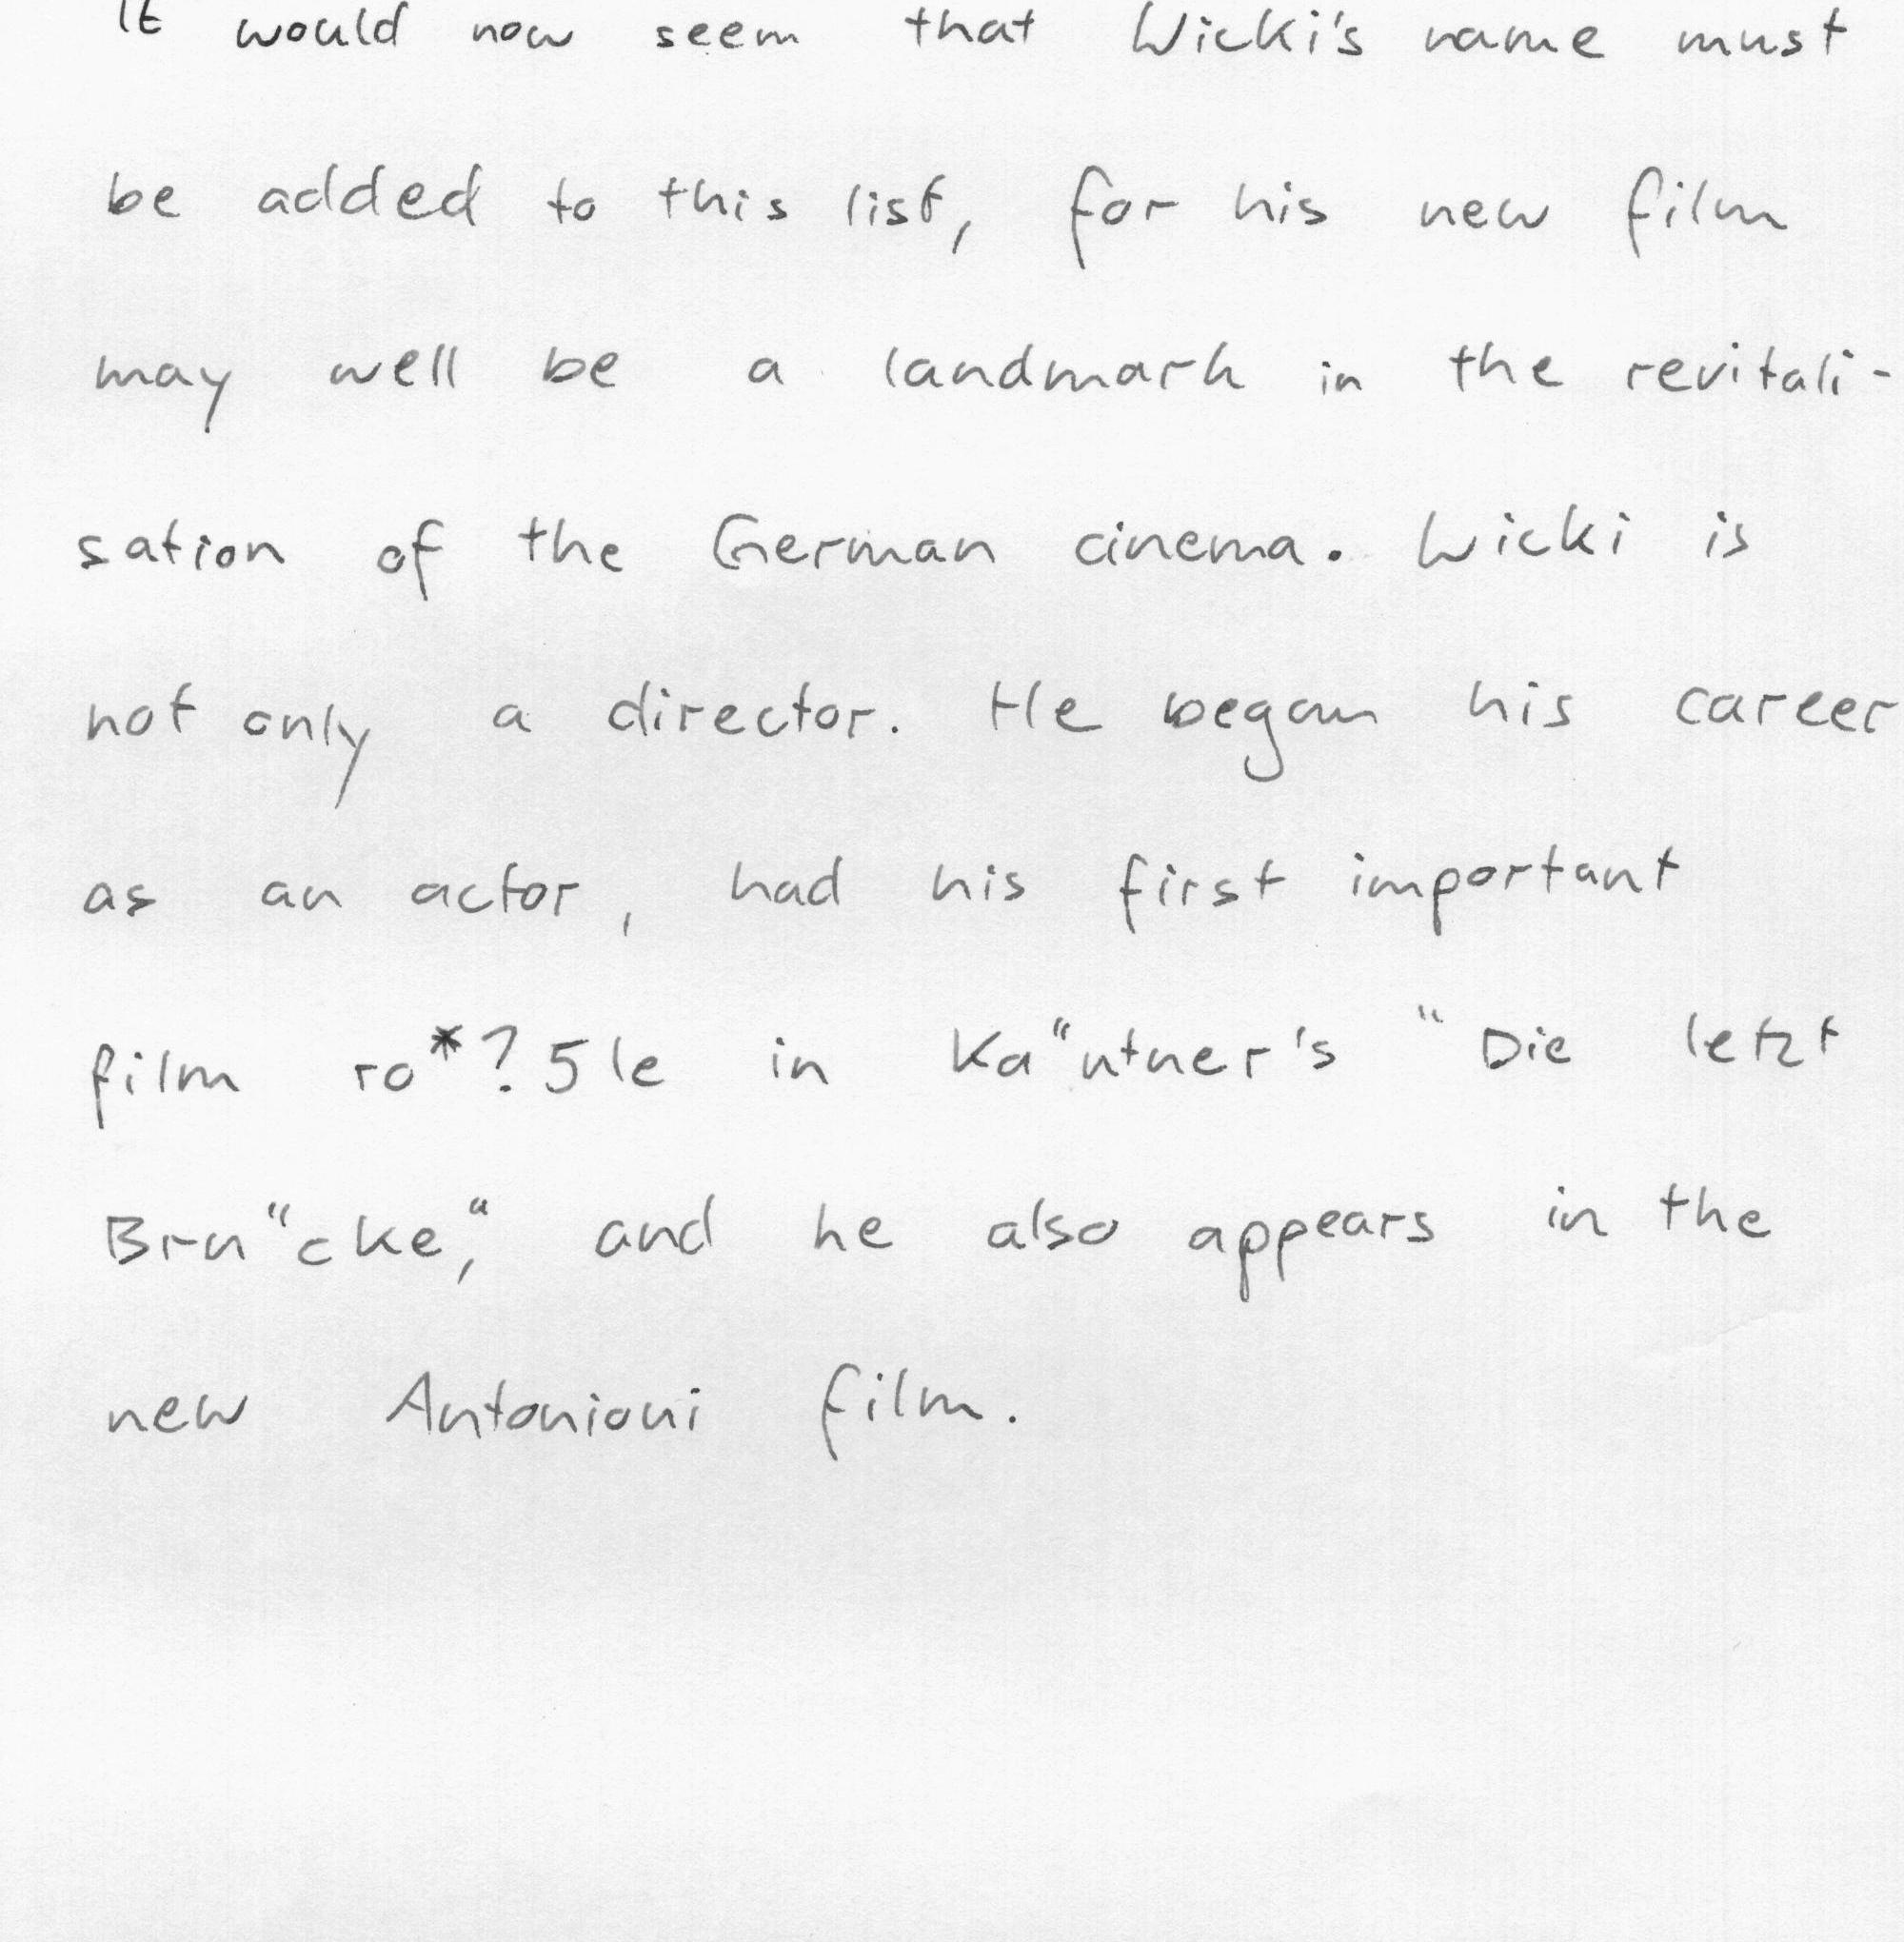 It would now seem that Wicki's name must
be added to this list, for his new film
may well be a landmark in the revitali-
sation of the German cinema. Wicki is
not only a director. He began his career
as an actor, had his first important
film ro*?5le in Ka"utner's "Die letzt
Bru"cke," and he also appears in the
new Antonioni film.